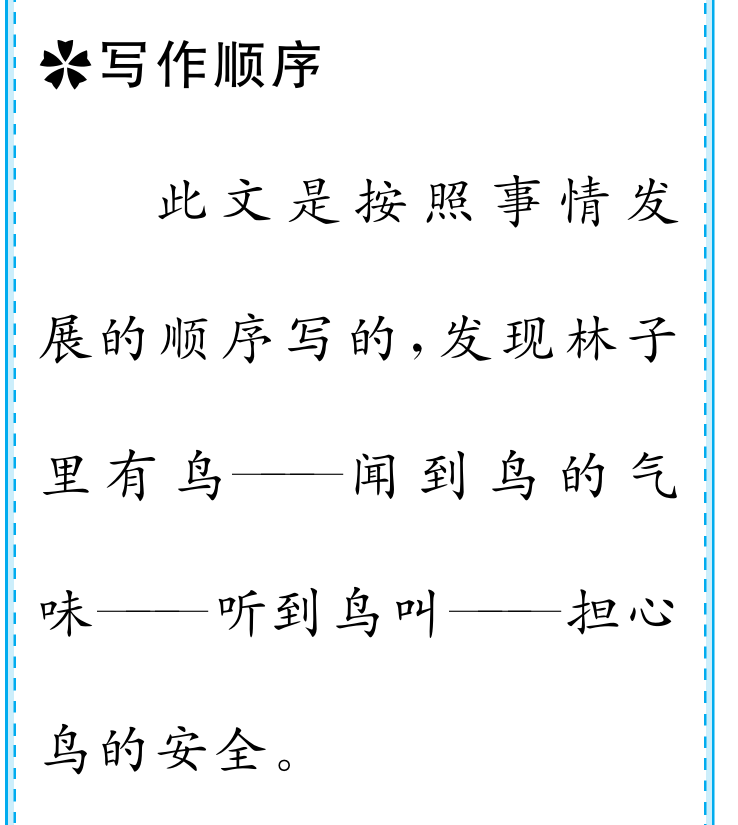 ✿写作顺序
此文是按照事情发
展的顺序写的,发现林子
里有鸟——闻到鸟的气
味——听到鸟叫——担心
鸟的安全。